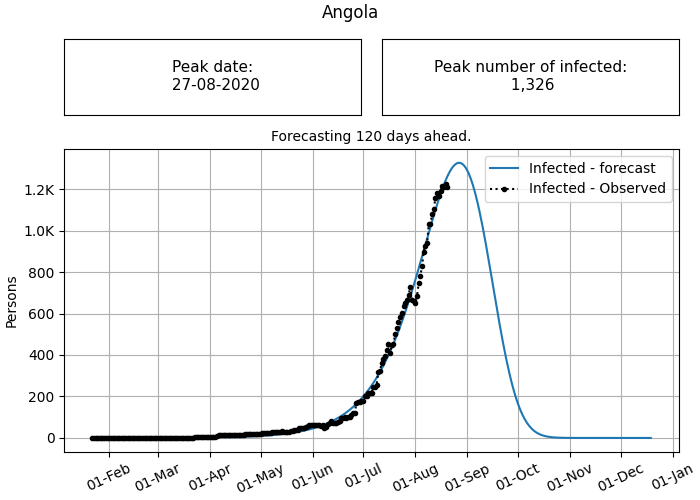 Angola
Peak date:
27-08-2020
Peak number of infected:
1,326
Forecasting 120 days ahead.
Infected - forecast
Infected - Observed
1.2K
1.0K
800
600
400
200
0
Persons
01-Feb
01-Mar
01-Apr
01-May
01-Jun
01-Jul
01-Aug
01-Sep
01-Oct
01-Nov
01-Dec
01-Jan